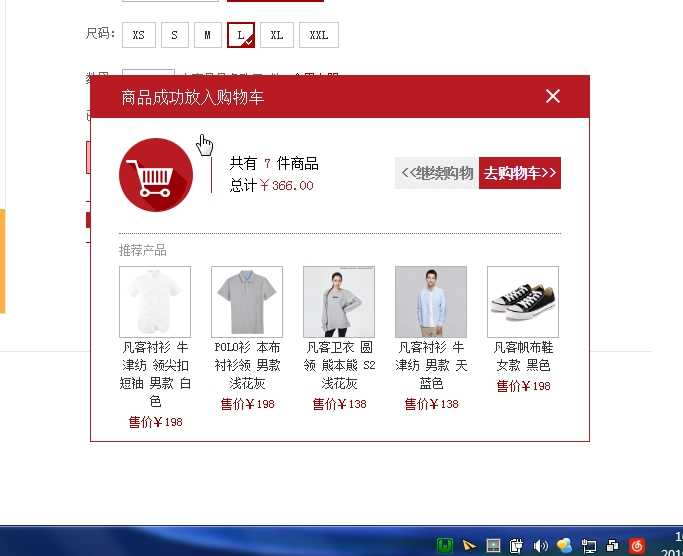 尺码：
XS
S
M
L
XL
XXL
商品成功放入购物车
共有 7 件商品
总计￥366.00
<<继续购物
去购物车>>
推荐产品
凡客衬衫 牛
津纺 领尖扣
短袖 男款 白
色
售价￥198
POLO衫 本布
衬衫领 男款
浅花灰
售价￥198
凡客卫衣 圆
领 熊本熊 S2
浅花灰
售价￥138
凡客衬衫 牛
津纺 男款 天
蓝色
售价￥138
凡客帆布鞋
女款 黑色
售价￥198